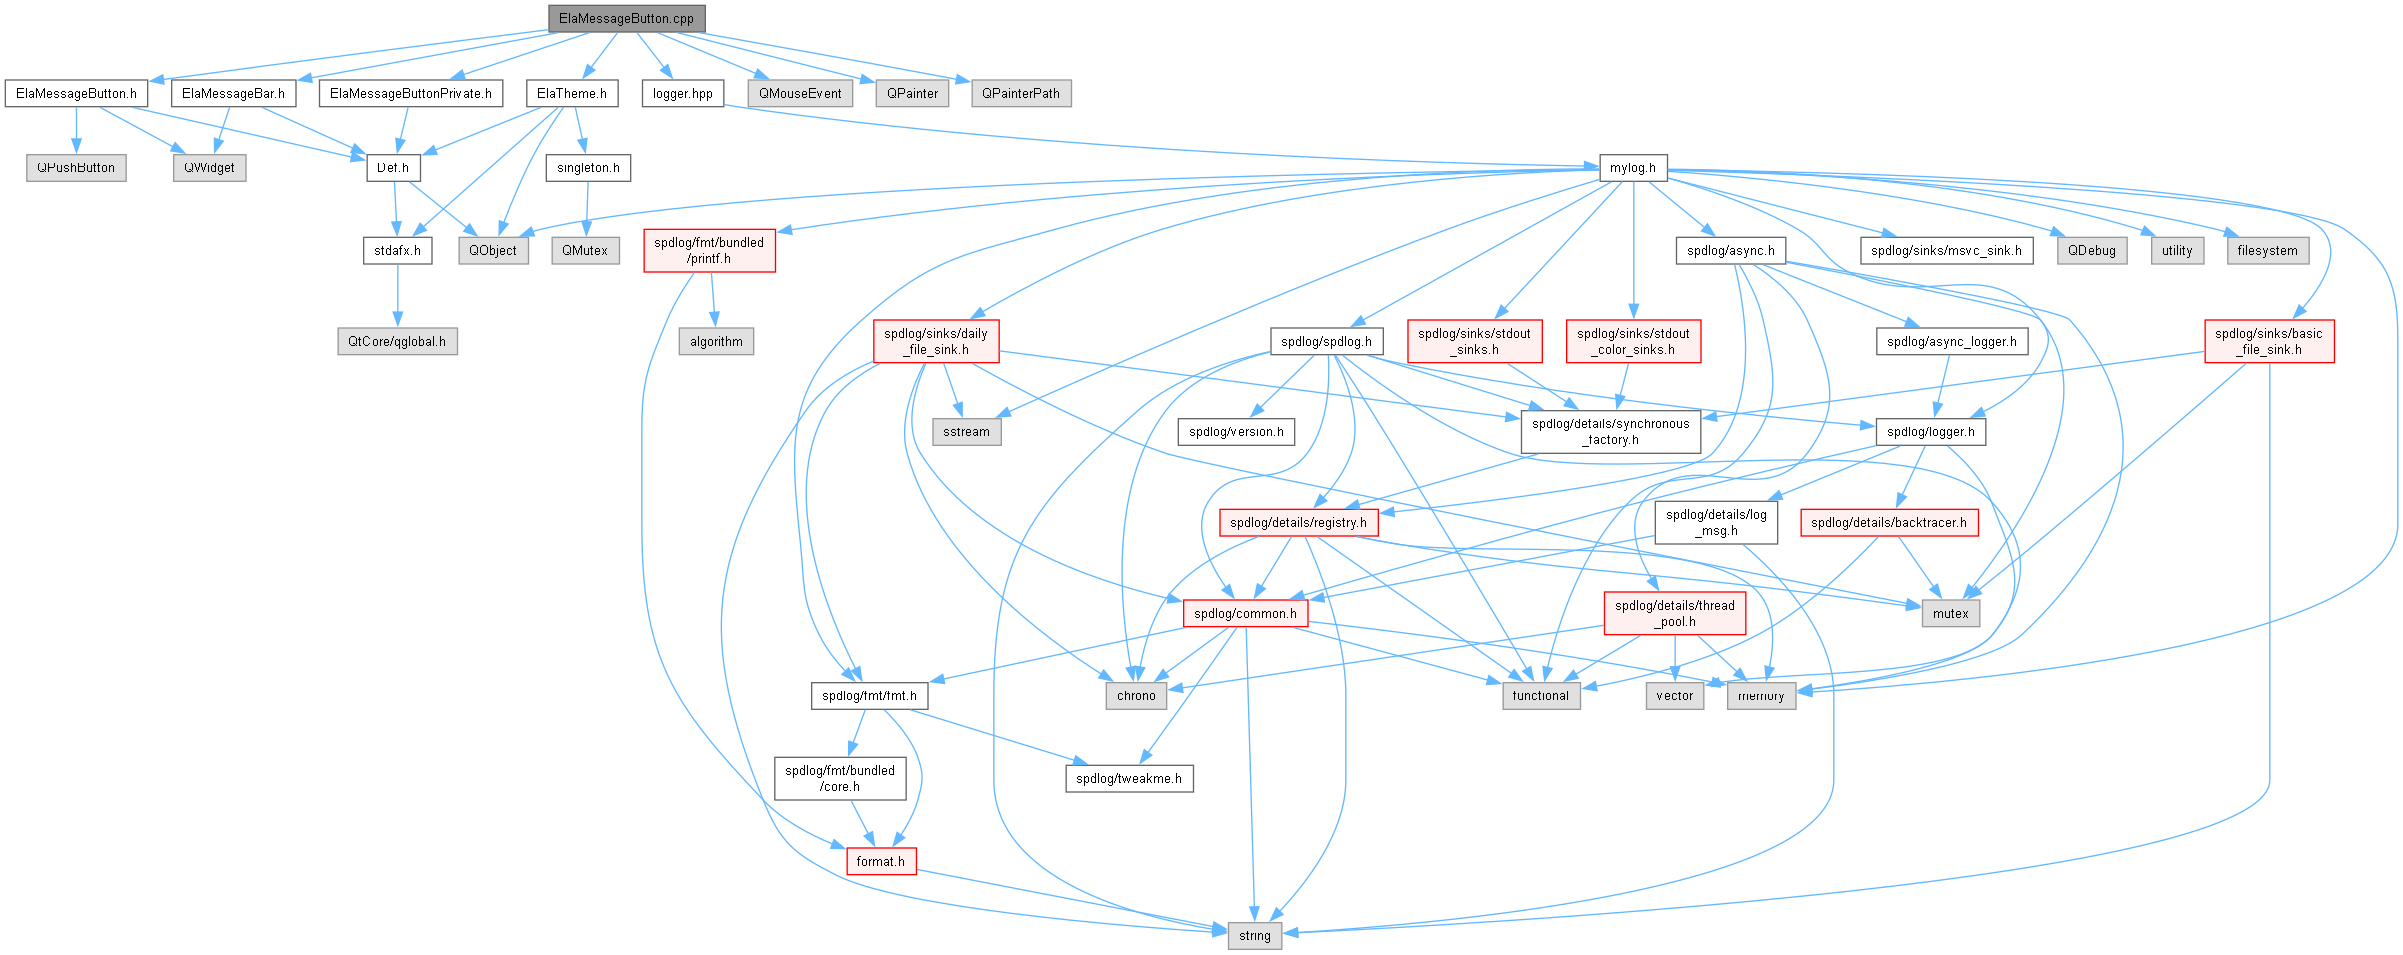 ElaMessageButton.cpp
ElaMessageButton.h
ElaMessageBar.h
ElaMessageButtonPrivate.h
ElaTheme.h
logger.hpp
QMouseEvent
QPainter
QPainterPath
QPushButton
QWidget
Def.h
singleton.h
mylog.h
stdafx.h
QObject
QMutex
spdlog/fmt/bundled
/printf.h
spdlog/async.h
spdlog/sinks/msvc_sink.h
QDebug
utility
filesystem
QtCore/qglobal.h
algorithm
spdlog/sinks/daily
_file_sink.h
spdlog/spdlog.h
spdlog/sinks/stdout
_sinks.h
spdlog/sinks/stdout
_color_sinks.h
spdlog/async_logger.h
spdlog/sinks/basic
_file_sink.h
sstream
spdlog/version.h
spdlog/details/synchronous
_factory.h
spdlog/logger.h
spdlog/details/registry.h
spdlog/details/log
_msg.h
spdlog/details/backtracer.h
spdlog/common.h
spdlog/details/thread
_pool.h
mutex
spdlog/fmt/fmt.h
chrono
functional
vector
memory
spdlog/fmt/bundled
/core.h
spdlog/tweakme.h
format.h
string